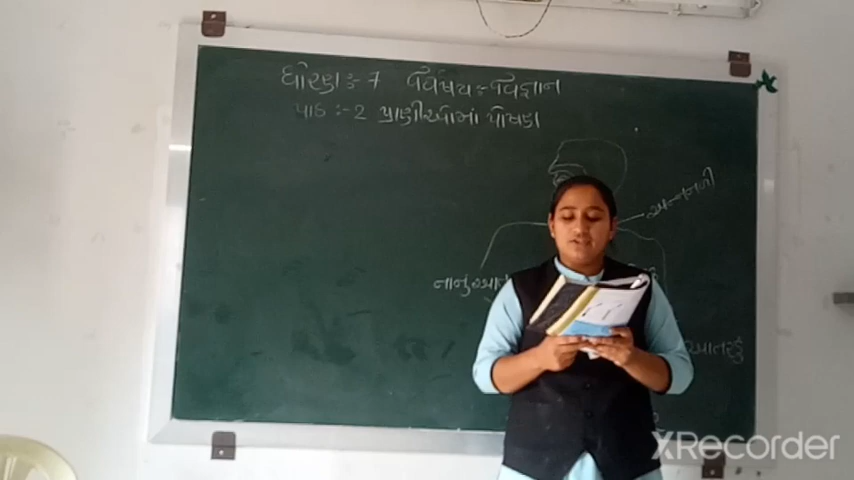 ધોરણ :- 7 વિષય :- વિજ્ઞાન
પાઠ :- 2 પ્રાણીઓમાં પોષણ
અન્નનળી
નાનું આંત
આંતરડું
XRecorder